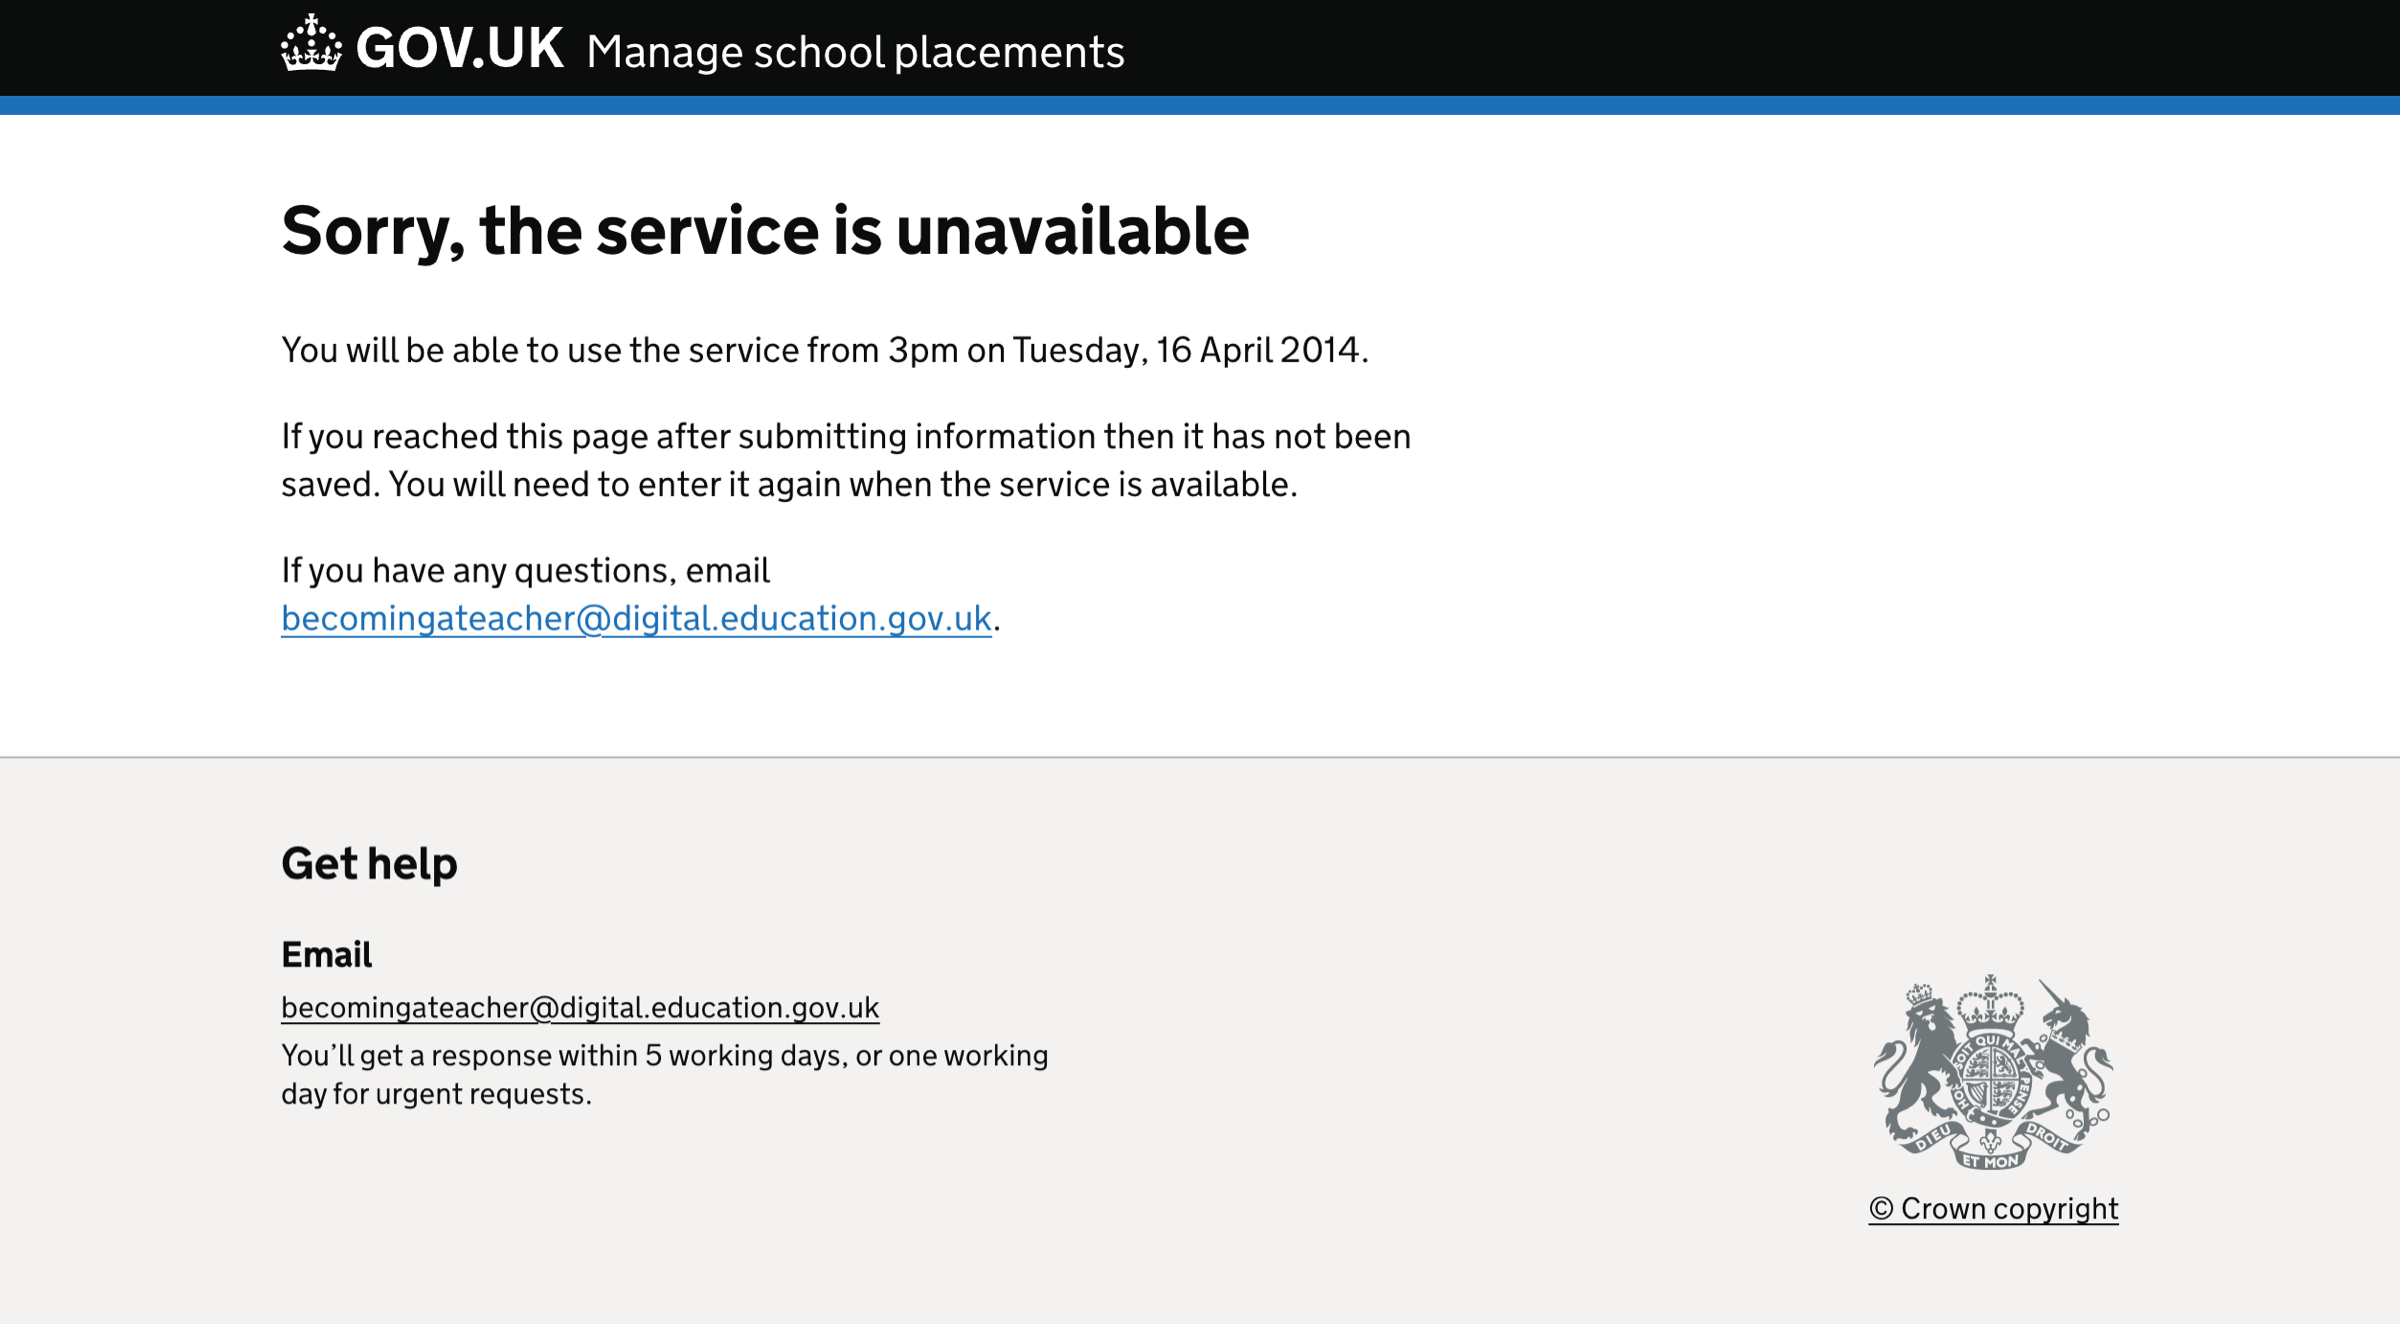 GOV.UK Manage school placements
Sorry, the service is unavailable
You will be able to use the service from 3pm on Tuesday, 16 April 2014.
If you reached this page after submitting information then it has not been
saved. You will need to enter it again when the service is available.
If you have any questions, email
becomingateacher@digital.education.gov.uk.
Get help
Email
becomingateacher@digital.education.gov.uk
You’ll get a response within 5 working days, or one working
day for urgent requests.
HONI SOIT QUI MAL Y PENSE
DIEU ET MON DROIT
© Crown copyright